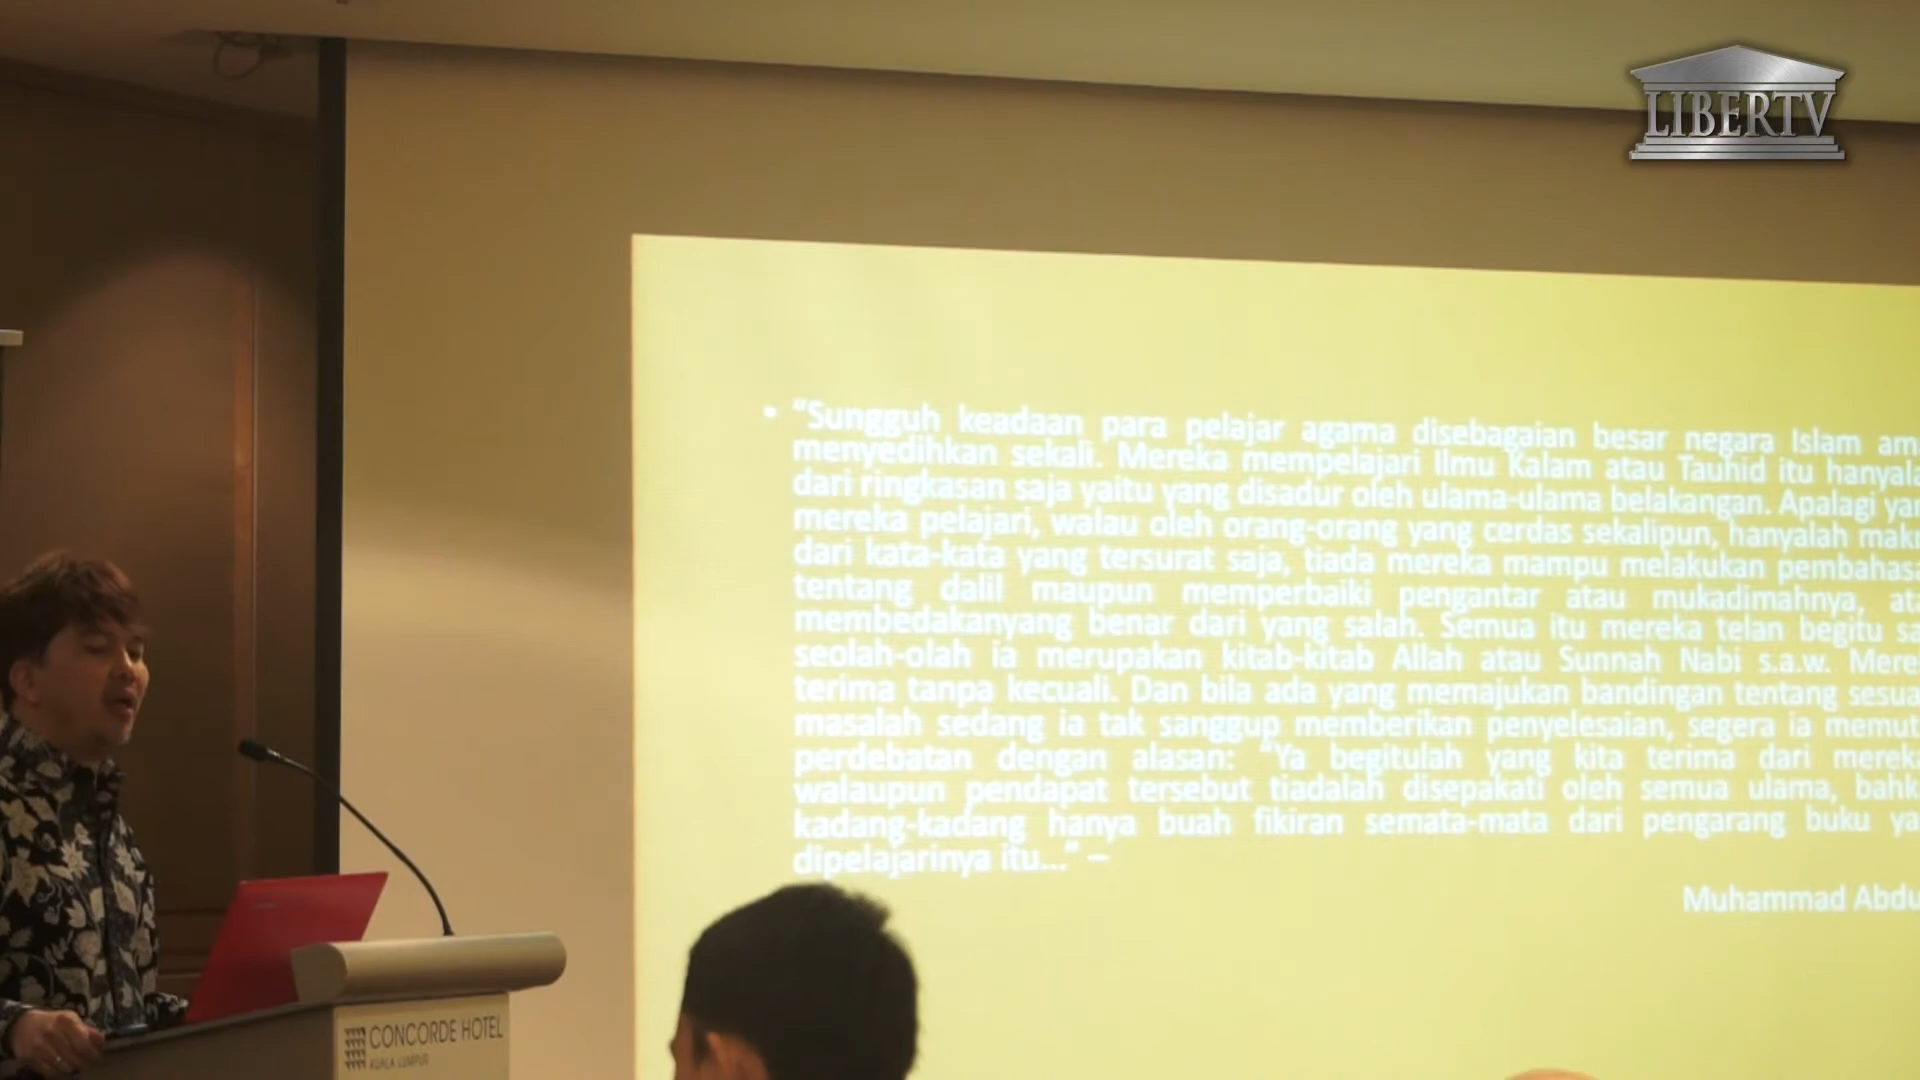 LIBERTV
• “Sungguh keadaan para pelajar agama disebagaian besar negara Islam am
menyedihkan sekali. Mereka mempelajari Ilmu Kalam atau Tauhid itu hanyala
dari ringkasan saja yaitu yang disadur oleh ulama-ulama belakangan. Apalagi yan
mereka pelajari, walau oleh orang-orang yang cerdas sekalipun, hanyalah makn
dari kata-kata yang tersurat saja, tiada mereka mampu melakukan pembahasa
tentang dalil maupun memperbaiki pengantar atau mukadimahnya, ata
membedakanyang benar dari yang salah. Semua itu mereka telan begitu sa
seolah-olah ia merupakan kitab-kitab Allah atau Sunnah Nabi s.a.w. Mere
terima tanpa kecuali. Dan bila ada yang memajukan bandingan tentang sesua
masalah sedang ia tak sanggup memberikan penyelesaian, segera ia memut
perdebatan dengan alasan: “Ya begitulah yang kita terima dari mereka
walaupun pendapat tersebut tiadalah disepakati oleh semua ulama, bahka
kadang-kadang hanya buah fikiran semata-mata dari pengarang buku ya
dipelajarinya itu...” –
Muhammad Abdu
CONCORDE HOTEL
KUALA LUMPUR